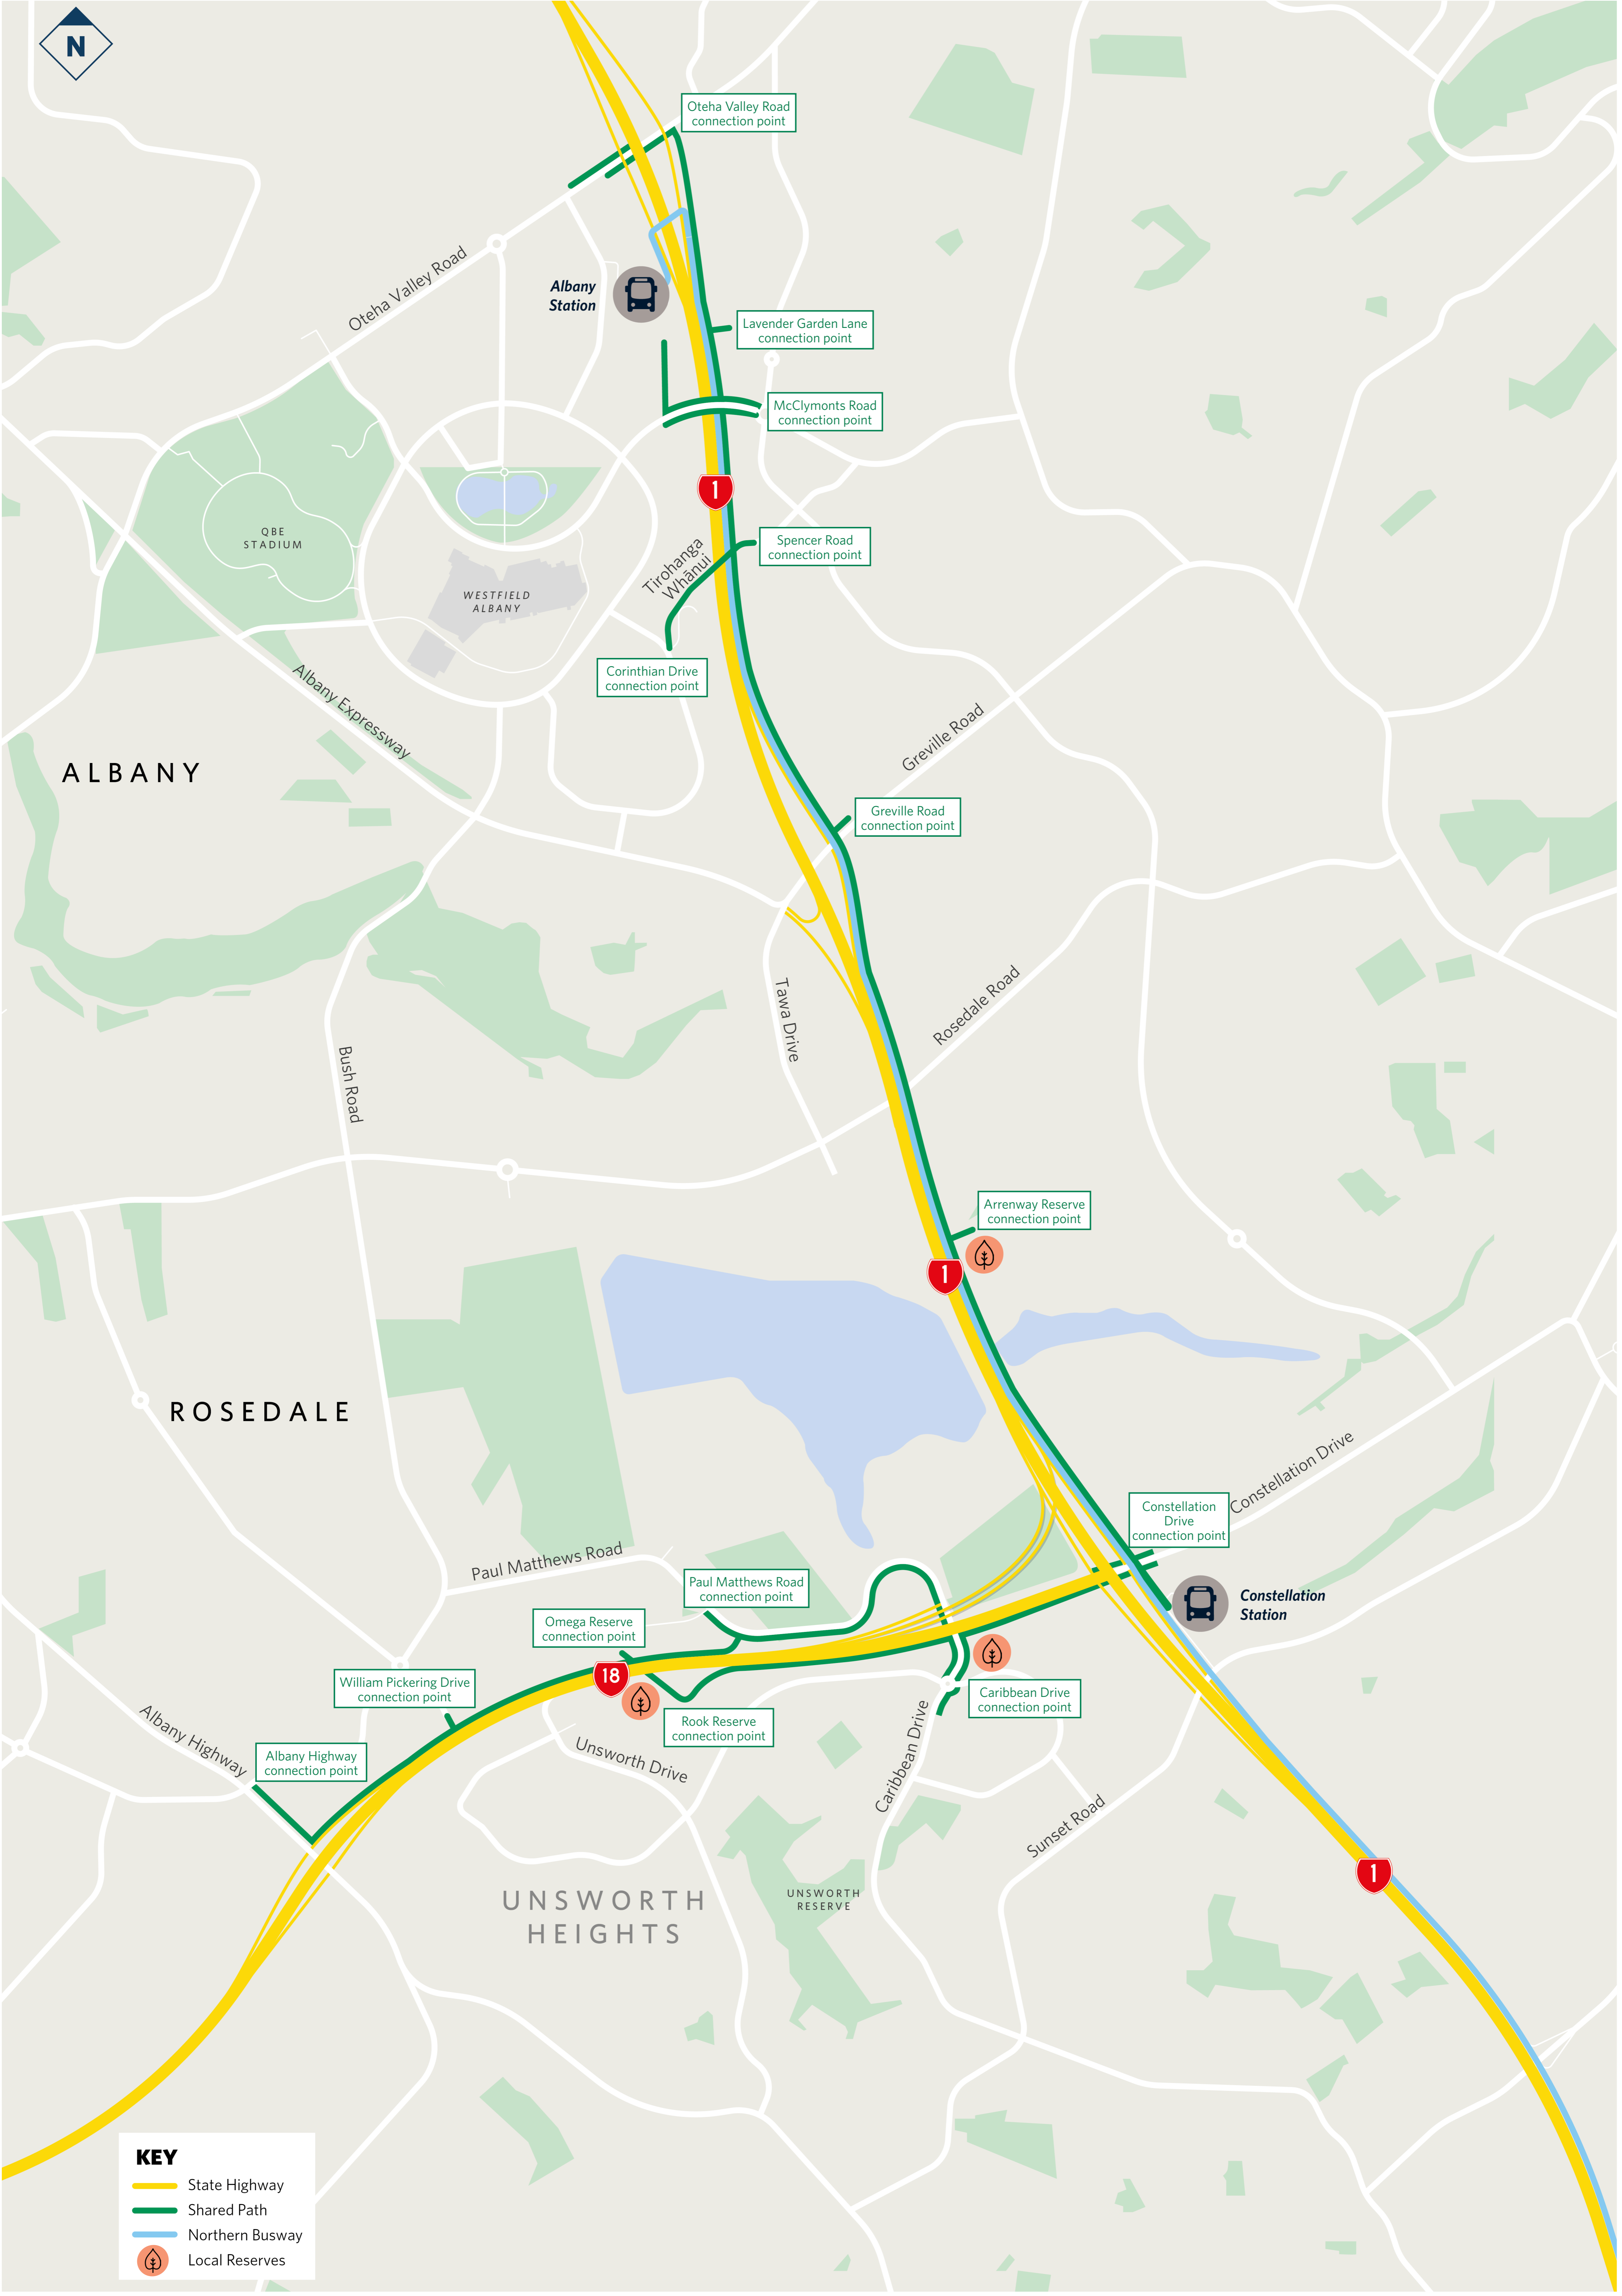 N
Oteha Valley Road
connection point
Oteha Valley Road
Albany
Station
Lavender Garden Lane
connection point
McClymonts Road
connection point
1
QBE
STADIUM
Spencer Road
connection point
Tirohanga
Whānui
WESTFIELD
ALBANY
Corinthian Drive
connection point
Albany Expressway
Greville Road
ALBANY
Greville Road
connection point
Tawa Drive
Rosedale Road
Bush Road
Arrenway Reserve
connection point
1
ROSEDALE
Constellation Drive
Constellation
Drive
connection point
Paul Matthews Road
Paul Matthews Road
connection point
Constellation
Station
Omega Reserve
connection point
18
William Pickering Drive
connection point
Caribbean Drive
connection point
Rook Reserve
connection point
Albany Highway
Albany Highway
connection point
Unsworth Drive
Caribbean Drive
Sunset Road
1
UNSWORTH
HEIGHTS
UNSWORTH
RESERVE
KEY
State Highway
Shared Path
Northern Busway
Local Reserves